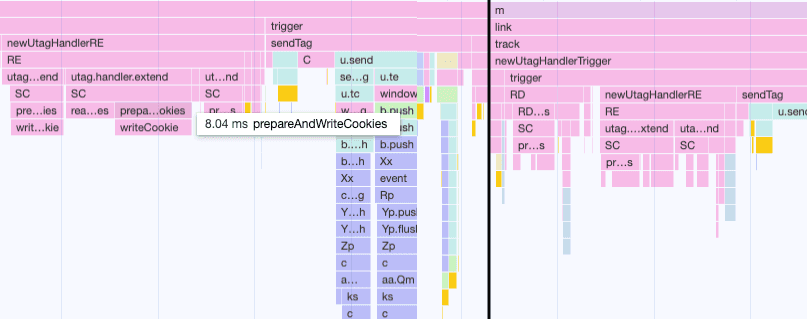 m
link
trigger
track
newUtagHandlerRE
sendTag
newUtagHandlerTrigger
RE
C
u.send
trigger
utag…end
utag.handler.extend
ut…nd
se…g
u.te
RD
newUtagHandlerRE
sendTag
SC
SC
SC
u.tc
window
RD…s
RE
u.send
pre…ies
rea…es
prepa…okies
pr…s
w…g
b.push
SC
utag.…xtend
uta…nd
writ…kie
writeCookie
8.04 ms prepareAndWriteCookies
push
pr…s
SC
SC
b…h
b.push
pr…s
b…h
Xx
Xx
event
c…g
Rp
Y…h
Yp.pus
Y…h
Yp.flus
Zp
Zp
c
c
a…
aa.Qm
ks
ks
c
c